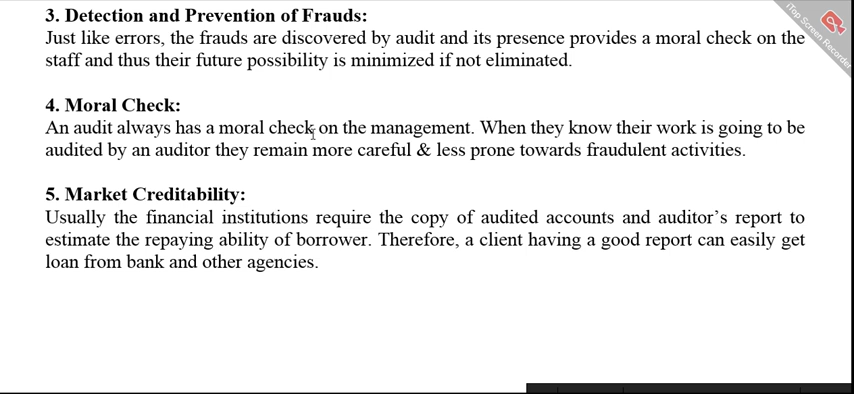 3. Detection and Prevention of Frauds:
Just like errors, the frauds are discovered by audit and its presence provides a moral check on the
staff and thus their future possibility is minimized if not eliminated.
4. Moral Check:
An audit always has a moral check on the management. When they know their work is going to be
audited by an auditor they remain more careful & less prone towards fraudulent activities.
5. Market Creditability:
Usually the financial institutions require the copy of audited accounts and auditor's report to
estimate the repaying ability of borrower. Therefore, a client having a good report can easily get
loan from bank and other agencies.
iTop Screen Recorder